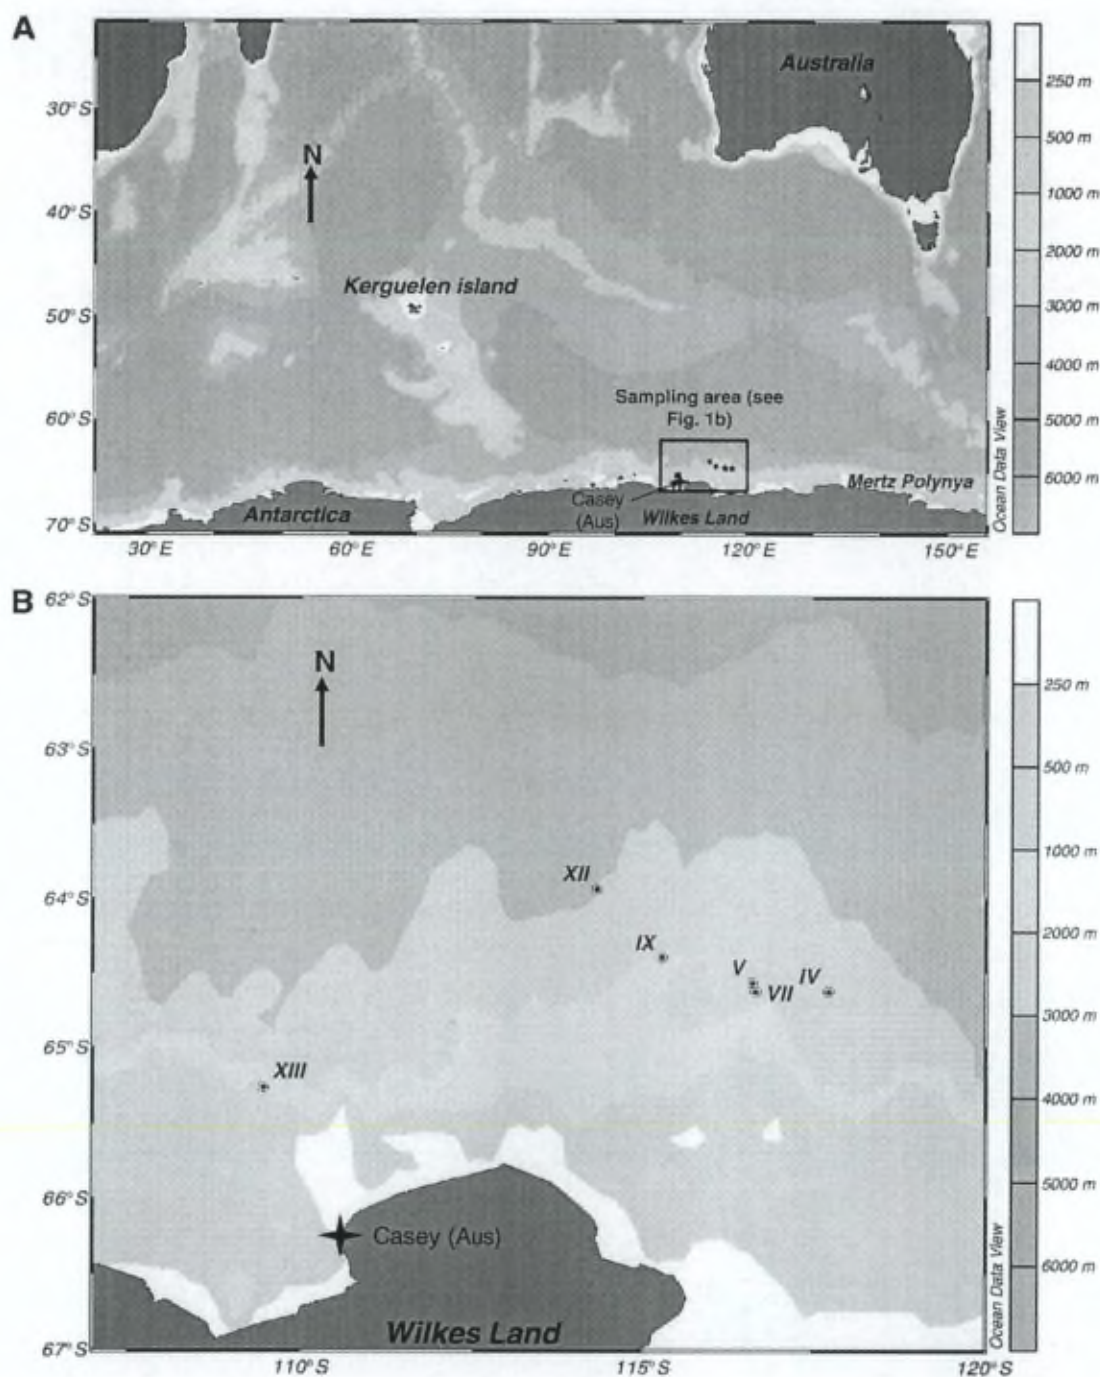 A
Australia
30°S
N
40°S
Kerguelen island
50°S
Sampling area (see
Fig. 1b)
60°S
Mertz Polynya
Casey
(Aus)
Wilkes Land
Antarctica
70°S
30°E
60°E
90°E
120°E
150°E
250 m
500 m
1000 m
2000 m
3000 m
4000 m
5000 m
6000 m
Ocean Data View
B
62°S
N
63°S
XII
64°S
IX
V
VII
IV
65°S
XIII
66°S
Casey (Aus)
Wilkes Land
67°S
110°S
115°S
120°S
250 m
500 m
1000 m
2000 m
3000 m
4000 m
5000 m
6000 m
Ocean Data View